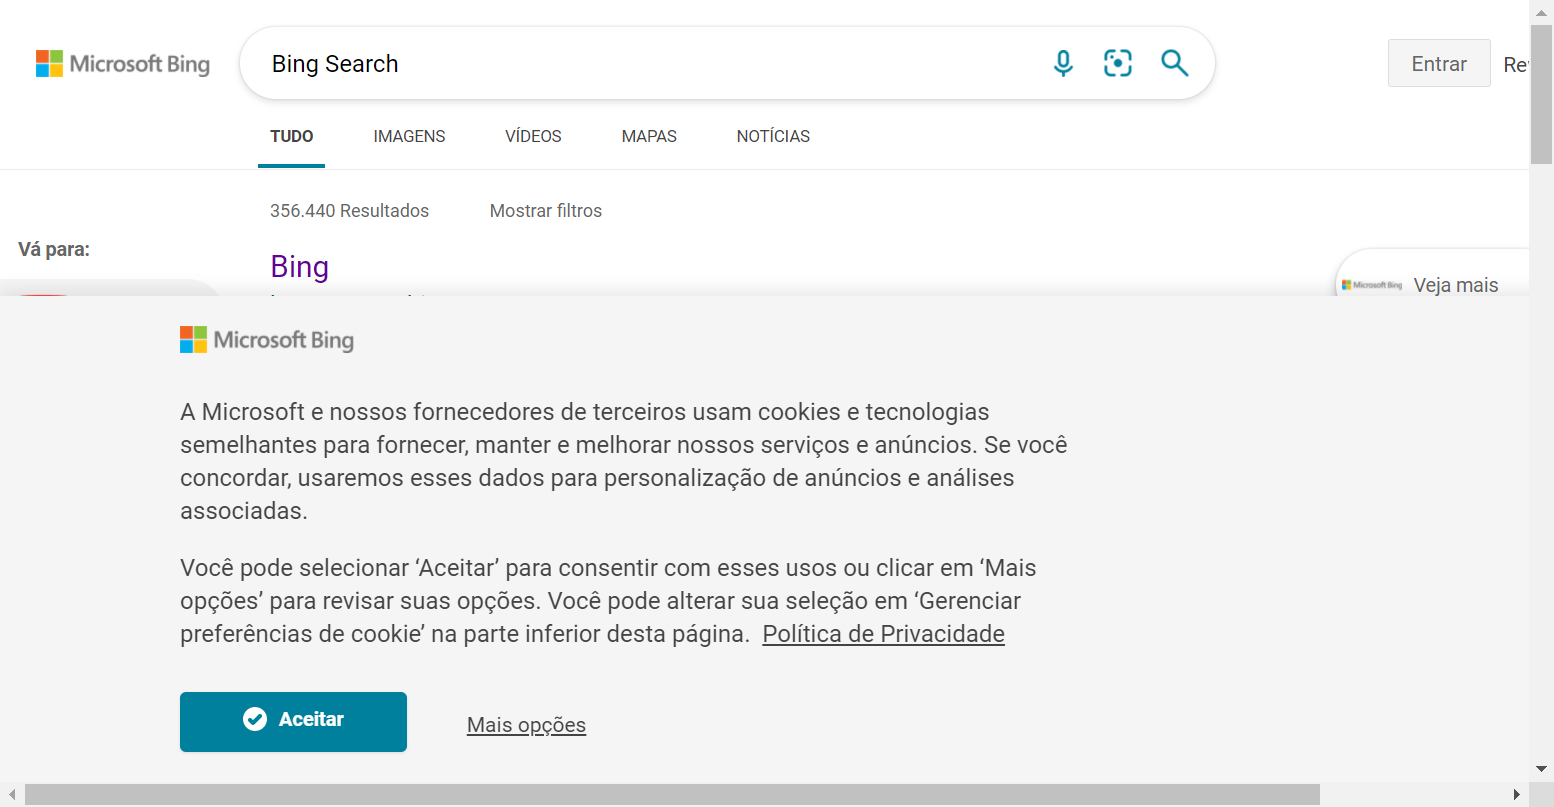 Microsoft Bing
Bing Search
Entrar
TUDO
IMAGENS
VÍDEOS
MAPAS
NOTÍCIAS
356.440 Resultados
Mostrar filtros
Vá para:
Bing
Microsoft Bing
Veja mais
Microsoft Bing
A Microsoft e nossos fornecedores de terceiros usam cookies e tecnologias
semelhantes para fornecer, manter e melhorar nossos serviços e anúncios. Se você
concordar, usaremos esses dados para personalização de anúncios e análises
associadas.
Você pode selecionar ‘Aceitar’ para consentir com esses usos ou clicar em ‘Mais
opções’ para revisar suas opções. Você pode alterar sua seleção em ‘Gerenciar
preferências de cookie’ na parte inferior desta página. Política de Privacidade
Aceitar
Mais opções